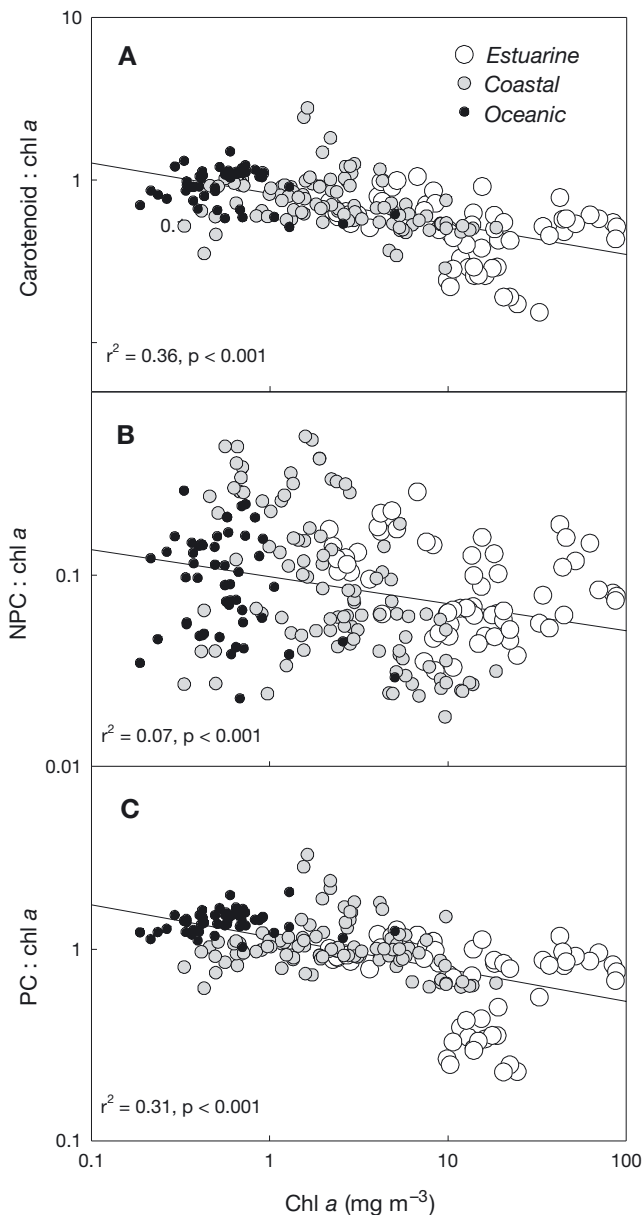 10
A
Estuarine
Coastal
Oceanic
1
0.
Carotenoid : chl a
r² = 0.36, p < 0.001
B
0.1
NPC : chl a
r² = 0.07, p < 0.001
0.01
C
1
PC : chl a
r² = 0.31, p < 0.001
0.1
0.1 1 10 100
Chl a (mg m⁻³)